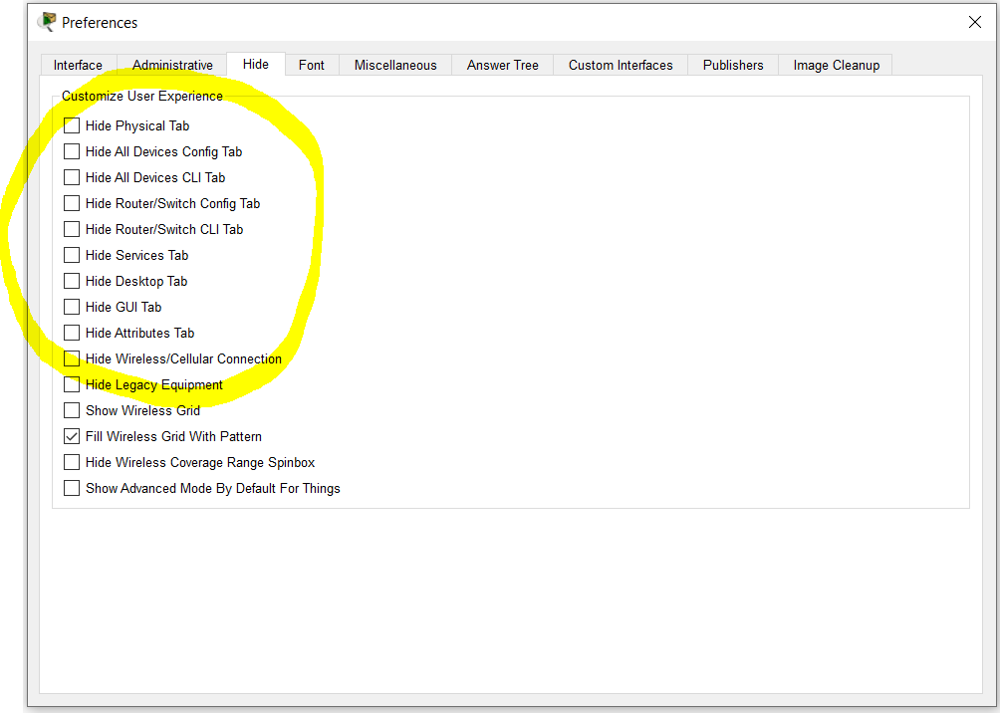 Preferences
Interface Administrative Hide Font Miscellaneous Answer Tree Custom Interfaces Publishers Image Cleanup
Customize User Experience
Hide Physical Tab
Hide All Devices Config Tab
Hide All Devices CLI Tab
Hide Router/Switch Config Tab
Hide Router/Switch CLI Tab
Hide Services Tab
Hide Desktop Tab
Hide GUI Tab
Hide Attributes Tab
Hide Wireless/Cellular Connection
Hide Legacy Equipment
Show Wireless Grid
Fill Wireless Grid With Pattern
Hide Wireless Coverage Range Spinbox
Show Advanced Mode By Default For Things